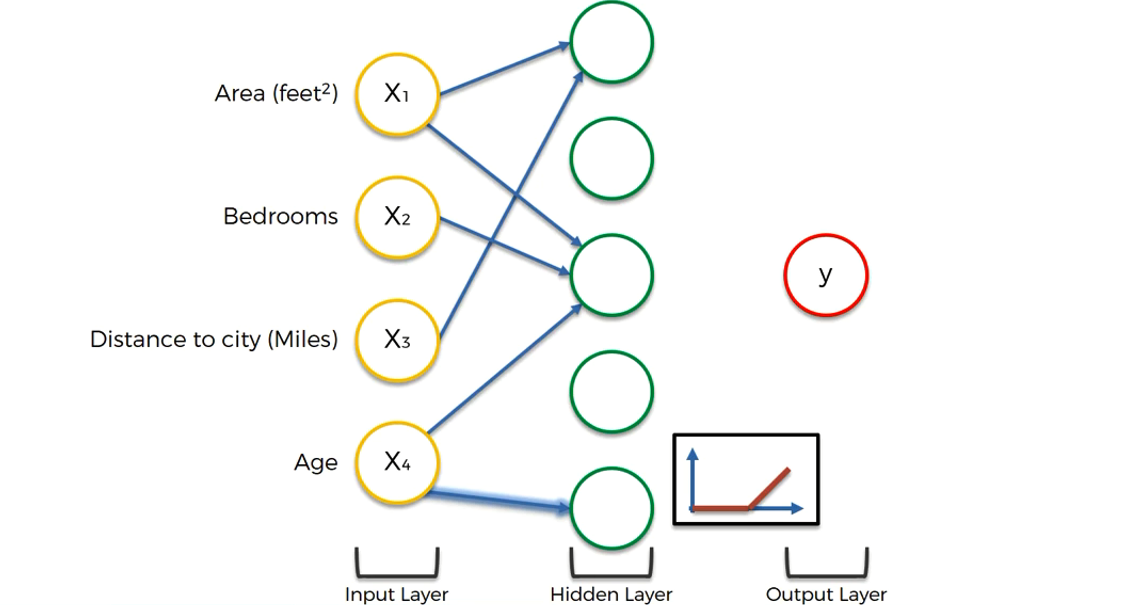 Area (feet²)
X₁
Bedrooms
X₂
Distance to city (Miles)
X₃
Age
X₄
y
Input Layer
Hidden Layer
Output Layer